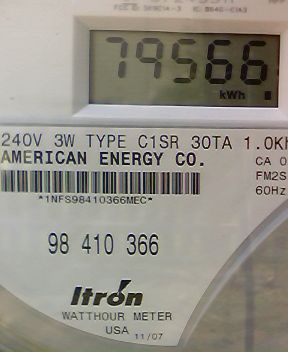 79566
kWh
240V 3W TYPE C1SR 30TA 1.0K
AMERICAN ENERGY CO.
CA 0
FM2S
60Hz
*1NFS98410366MEC*
98 410 366
Itrón
WATTHOUR METER
USA 11/07